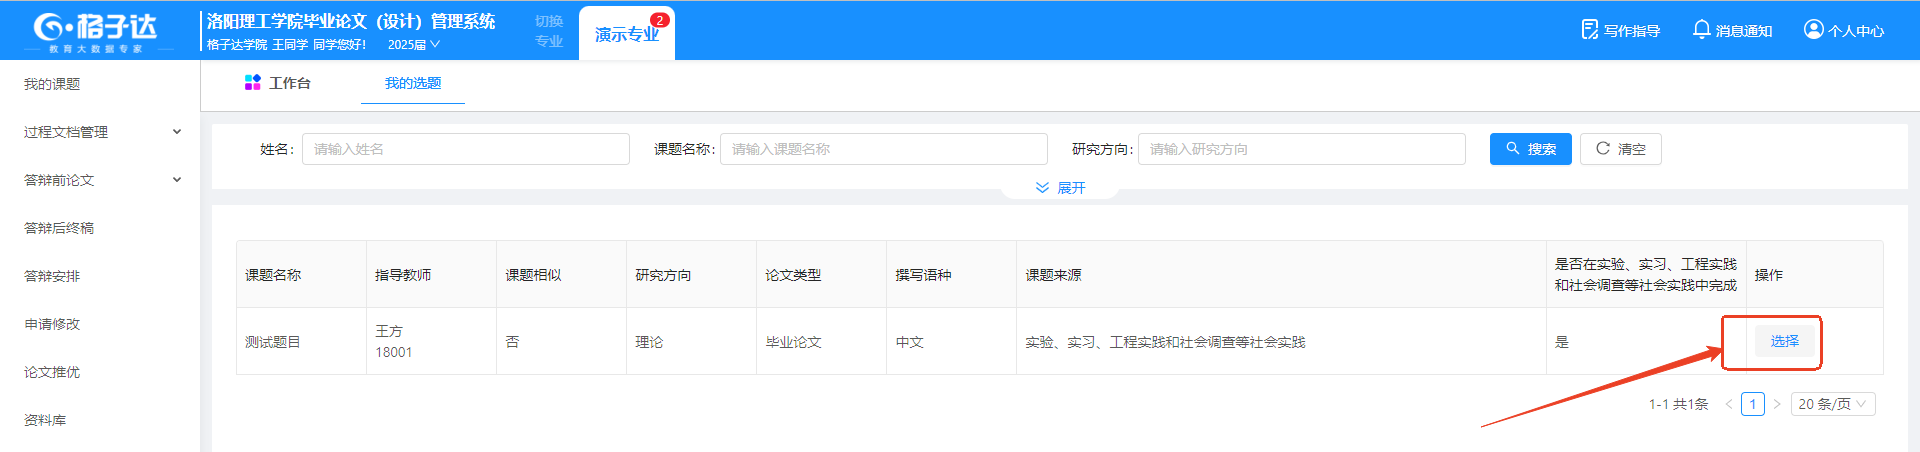 格子达
教育大数据专家
洛阳理工学院毕业论文（设计）管理系统
格子达学院 王同学 同学您好！ 2025届
切换
专业
演示专业
2
写作指导
消息通知
个人中心
我的课题
过程文档管理
答辩前论文
答辩后终稿
答辩安排
申请修改
论文推优
资料库
工作台
我的选题
姓名： 请输入姓名 课题名称： 请输入课题名称 研究方向： 请输入研究方向 搜索 清空
展开
课题名称 指导教师 课题相似 研究方向 论文类型 撰写语种 课题来源 是否在实验、实习、工程实践
和社会调查等社会实践中完成 操作
测试题目 王方
18001 否 理论 毕业论文 中文 实验、实习、工程实践和社会调查等社会实践 是 选择
1-1 共1条 < 1 > 20 条/页